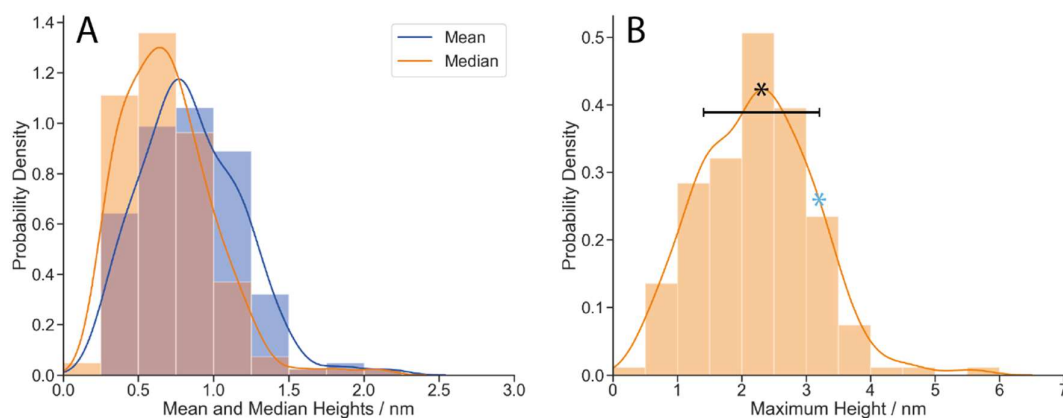 A
Mean
Median
1.4
1.2
1.0
0.8
0.6
0.4
0.2
0.0
Probability Density
0.0 0.5 1.0 1.5 2.0 2.5 3.0
Mean and Median Heights / nm
B
0.5
0.4
0.3
0.2
0.1
0.0
Probability Density
*
*
0 1 2 3 4 5 6 7
Maximum Height / nm